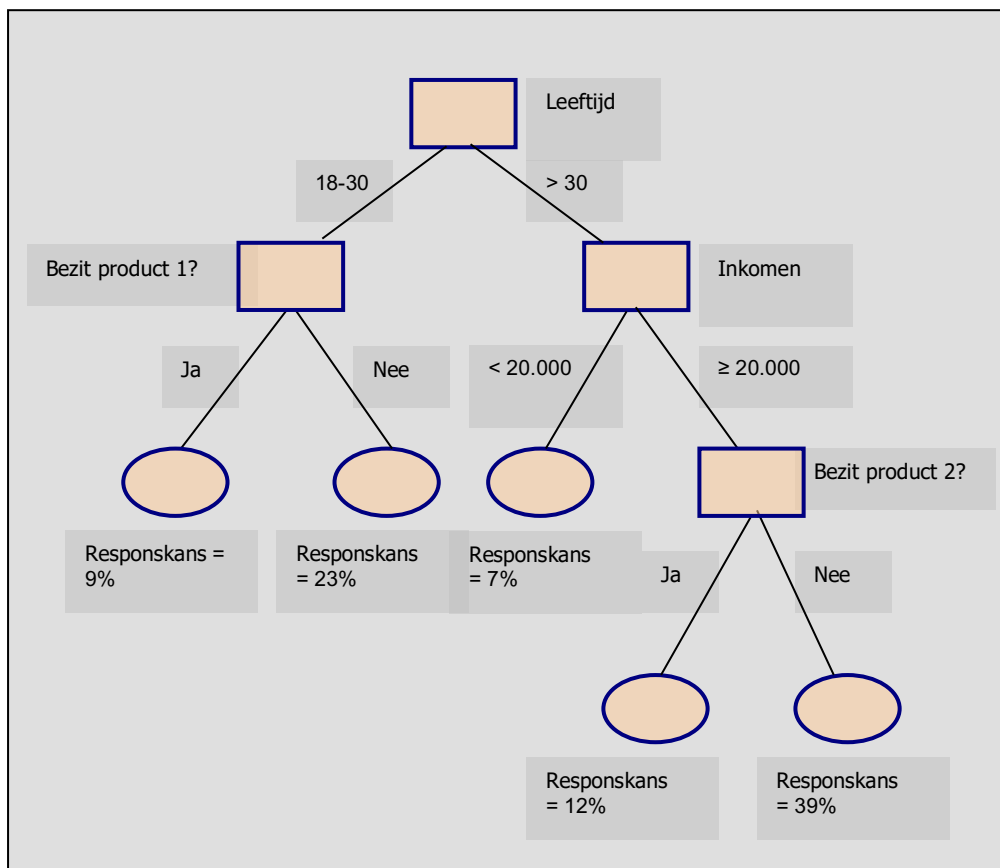 Leeftijd
18-30
> 30
Bezit product 1?
Inkomen
Ja
Nee
< 20.000
≥ 20.000
Bezit product 2?
Responskans =
9%
Responskans
= 23%
Responskans
= 7%
Ja
Nee
Responskans
= 12%
Responskans
= 39%